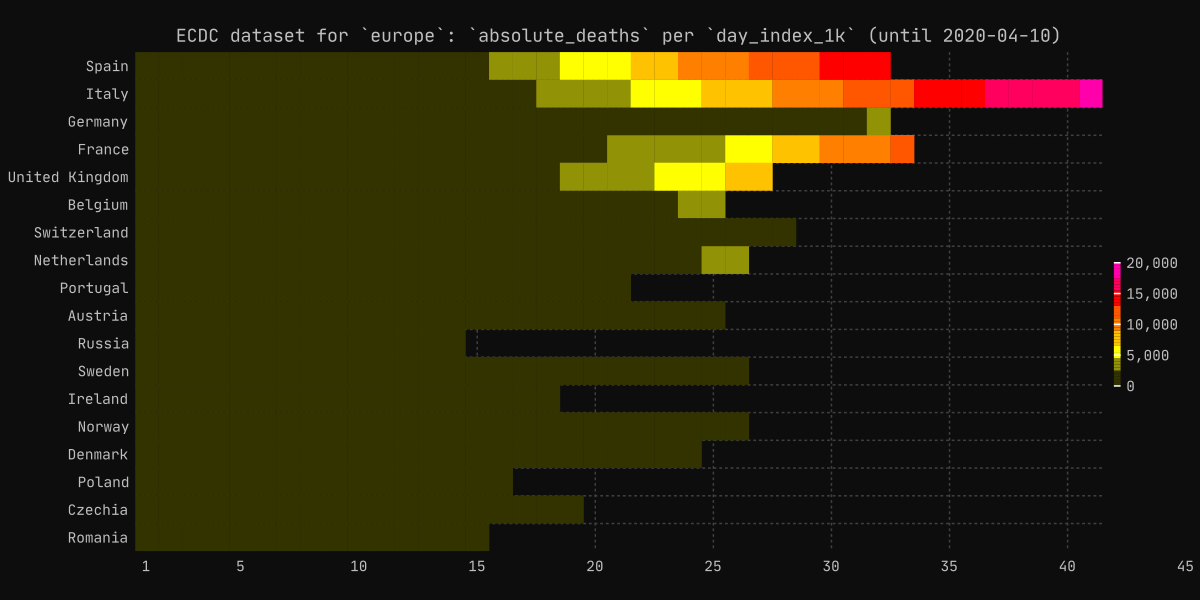 ECDC dataset for `europe`: `absolute_deaths` per `day_index_1k` (until 2020-04-10)
Spain
Italy
Germany
France
United Kingdom
Belgium
Switzerland
Netherlands
Portugal
Austria
Russia
Sweden
Ireland
Norway
Denmark
Poland
Czechia
Romania
20,000
15,000
10,000
5,000
0
1 5 10 15 20 25 30 35 40 45